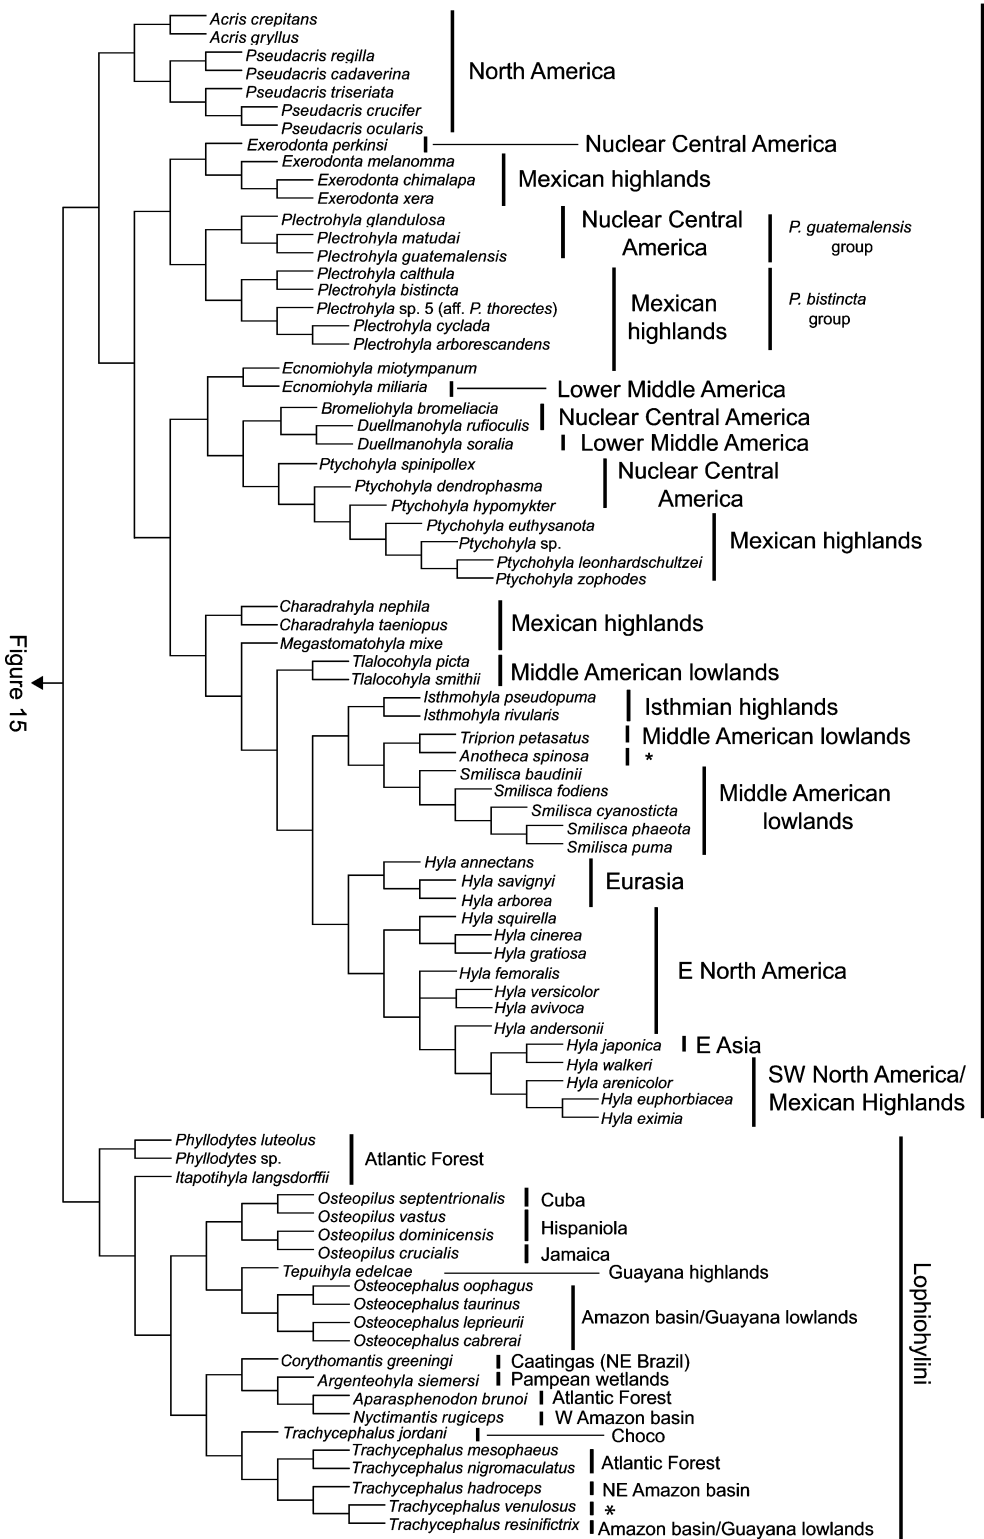 Acris crepitans
Acris gryllus
Pseudacris regilla
Pseudacris cadaverina
North America
Pseudacris triseriata
Pseudacris crucifer
Pseudacris ocularis
Exerodonta perkinsi
Nuclear Central America
Exerodonta melanomma
Exerodonta chimalapa
Mexican highlands
Exerodonta xera
Plectrohyla glandulosa
Plectrohyla matudai
Plectrohyla guatemalensis
Nuclear Central
America
P. guatemalensis
group
Plectrohyla calthula
Plectrohyla bistincta
Plectrohyla sp. 5 (aff. P. thorectes)
Plectrohyla cyclada
Plectrohyla arborescandens
Mexican
highlands
P. bistincta
group
Ecnomiohyla miotympanum
Ecnomiohyla miliaria
Lower Middle America
Bromeliohyla bromeliacia
Duellmanohyla rufioculis
Nuclear Central America
Duellmanohyla soralia
Lower Middle America
Ptychohyla spinipollex
Ptychohyla dendrophasma
Ptychohyla hypomykter
Nuclear Central
America
Ptychohyla euthysanota
Ptychohyla sp.
Mexican highlands
Ptychohyla leonhardschultzei
Ptychohyla zophodes
Charadrahyla nephila
Charadrahyla taeniopus
Megastomatohyla mixe
Mexican highlands
Tlalocohyla picta
Tlalocohyla smithii
Middle American lowlands
Figure 15
Isthmohyla pseudopuma
Isthmohyla rivularis
Isthmian highlands
Triprion petasatus
Middle American lowlands
Anotheca spinosa
*
Smilisca baudinii
Smilisca fodiens
Smilisca cyanosticta
Smilisca phaeota
Smilisca puma
Middle American
lowlands
Hyla annectans
Hyla savignyi
Hyla arborea
Eurasia
Hyla squirella
Hyla cinerea
Hyla gratiosa
Hyla femoralis
E North America
Hyla versicolor
Hyla avivoca
Hyla andersonii
Hyla japonica
E Asia
Hyla walkeri
Hyla arenicolor
Hyla euphorbiacea
Hyla eximia
SW North America/
Mexican Highlands
Phyllodytes luteolus
Phyllodytes sp.
Itapotihyla langsdorffii
Atlantic Forest
Osteopilus septentrionalis
Cuba
Osteopilus vastus
Osteopilus dominicensis
Hispaniola
Osteopilus crucialis
Jamaica
Tepuihyla edelcae
Guayana highlands
Osteocephalus oophagus
Osteocephalus taurinus
Osteocephalus leprieurii
Osteocephalus cabrerai
Amazon basin/Guayana lowlands
Lophiohylini
Corythomantis greeningi
Caatingas (NE Brazil)
Argenteohyla siemersi
Pampean wetlands
Aparasphenodon brunoi
Atlantic Forest
Nyctimantis rugiceps
W Amazon basin
Trachycephalus jordani
Choco
Trachycephalus mesophaeus
Trachycephalus nigromaculatus
Atlantic Forest
Trachycephalus hadroceps
NE Amazon basin
Trachycephalus venulosus
*
Trachycephalus resinifictrix
Amazon basin/Guayana lowlands